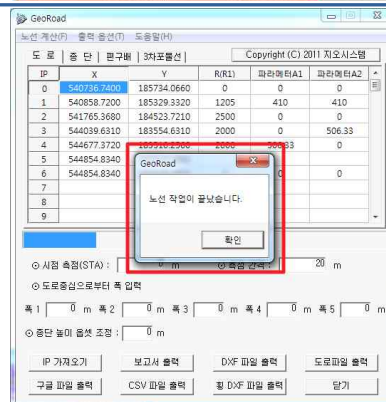 GeoRoad
노선 계산(F) 출력 옵션(T) 도움말(H)
도 로 종 단 편구배 3차포물선 Copyright (C) 2011 지오시스템
IP X Y R(R1) 파라메터A1 파라메터A2
0 540736.7400 185734.0660 0 0 0
1 540858.7200 185329.3320 1205 410 410
2 541765.3680 184523.7210 2500 0 0
3 544039.6310 183554.6310 2000 0 506.33
4 544677.3720
5 544854.8340 0
6 544854.8340 0
7
8
9
GeoRoad
노선 작업이 끝났습니다.
확인
시점 측점(STA) : 0 m 측점 간격 : 20 m
도로중심으로부터 폭 입력
폭 1 0 m 폭 2 0 m 폭 3 0 m 폭 4 0 m 폭 5 0 m
종단 높이 옵셋 조정 : 0 m
IP 가져오기 보고서 출력 DXF 파일 출력 도로파일 출력
구글 파일 출력 CSV 파일 출력 횡 DXF 파일 출력 닫기